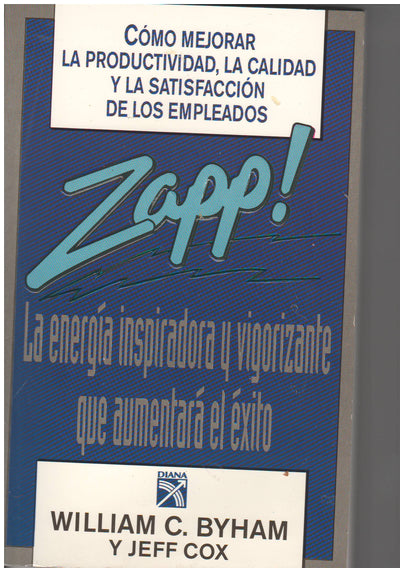 CÓMO MEJORAR
LA PRODUCTIVIDAD, LA CALIDAD
Y LA SATISFACCIÓN
DE LOS EMPLEADOS
Zapp!
La energía inspiradora y vigorizante
que aumentará el éxito
DIANA
WILLIAM C. BYHAM
Y JEFF COX